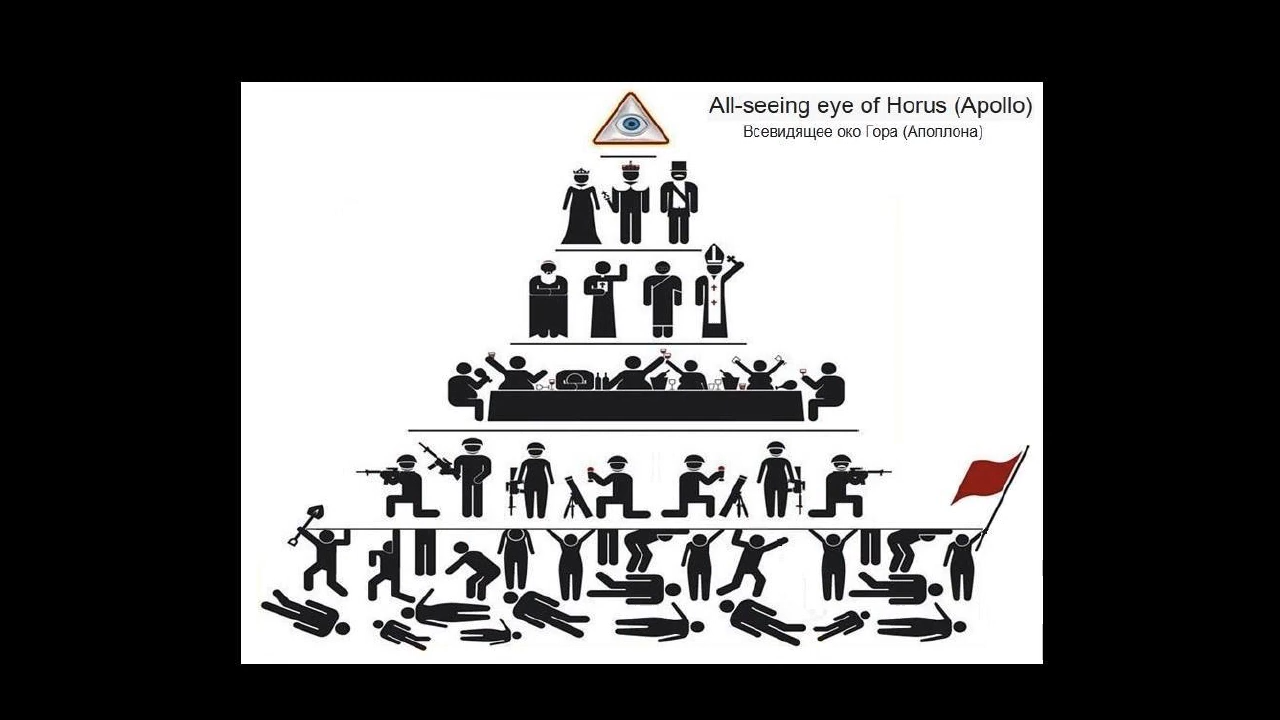 All-seeing eye of Horus (Apollo)
Всевидящее око Гора (Аполлона)